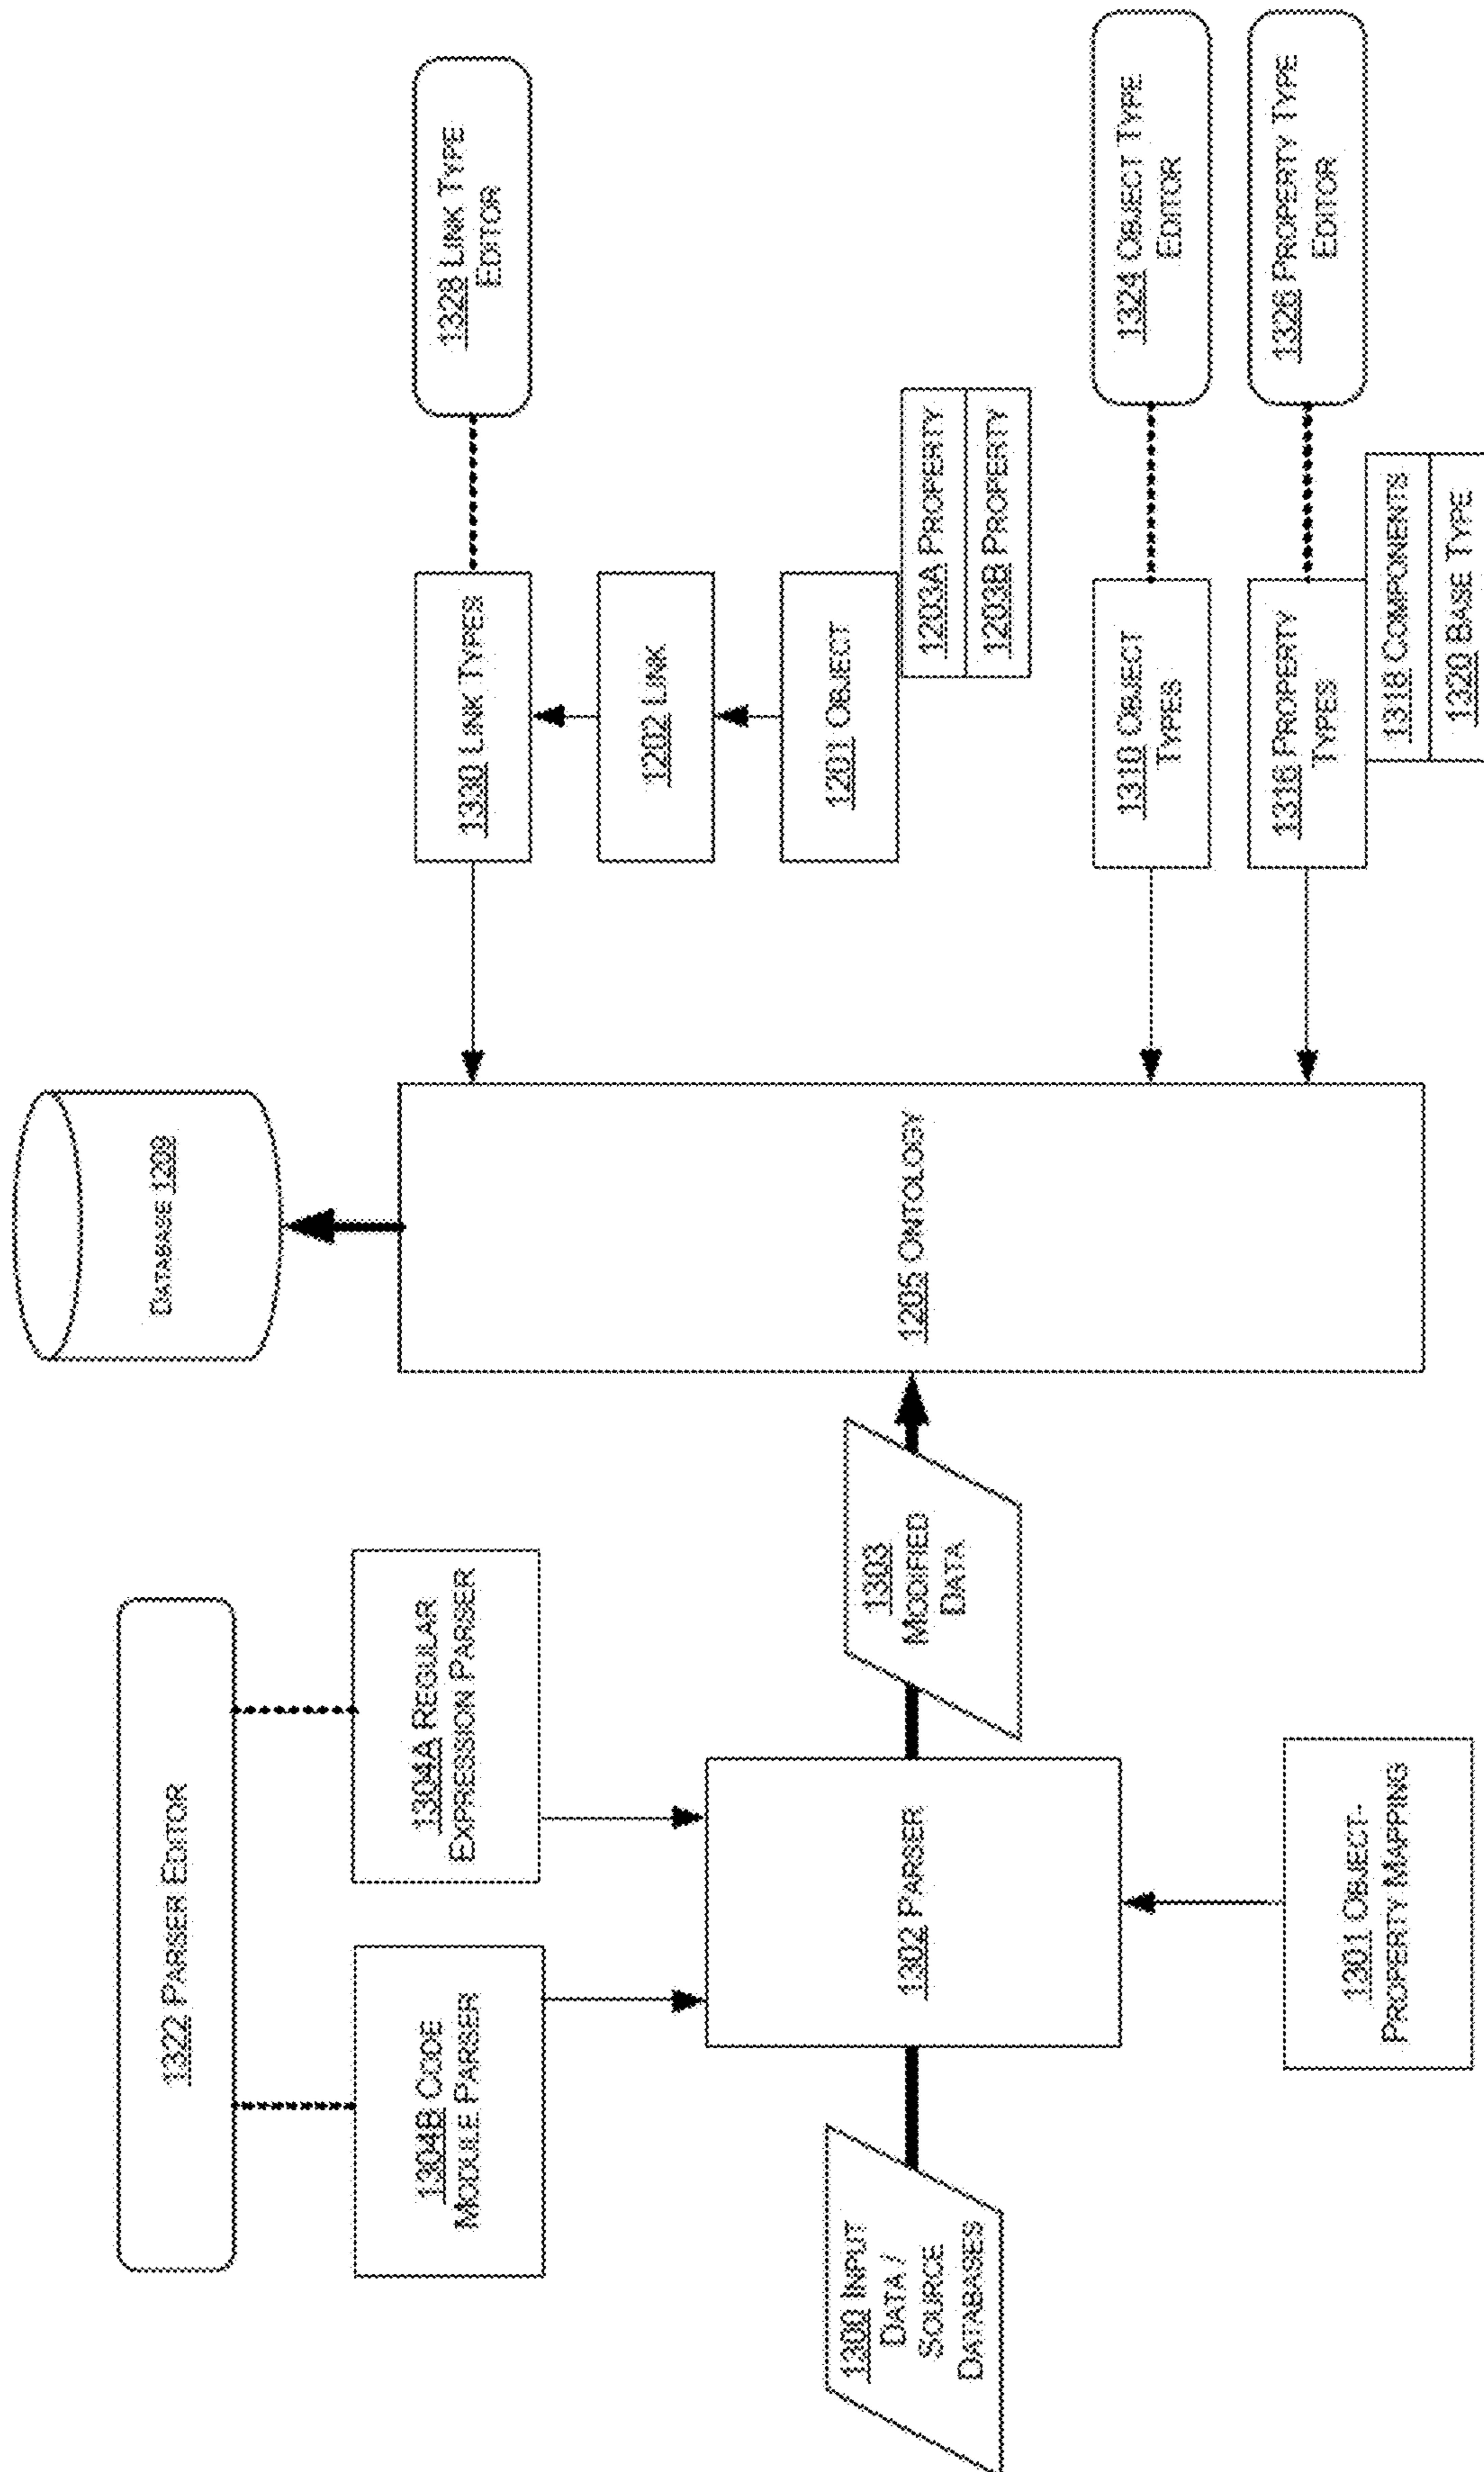 1322 PARSER EDITOR
DATABASE 1209
1304B CODE
MODULE PARSER
1304A REGULAR
EXPRESSION PARSER
1330 LINK TYPES
1328 LINK TYPE
EDITOR
1202 LINK
1300 INPUT
DATA /
SOURCE
DATABASES
1302 PARSER
1303
MODIFIED
DATA
1205 ONTOLOGY
1201 OBJECT
1203A PROPERTY
1203B PROPERTY
1301 OBJECT-
PROPERTY MAPPING
1310 OBJECT
TYPES
1324 OBJECT TYPE
EDITOR
1316 PROPERTY
TYPES
1326 PROPERTY TYPE
EDITOR
1318 COMPONENTS
1320 BASE TYPE